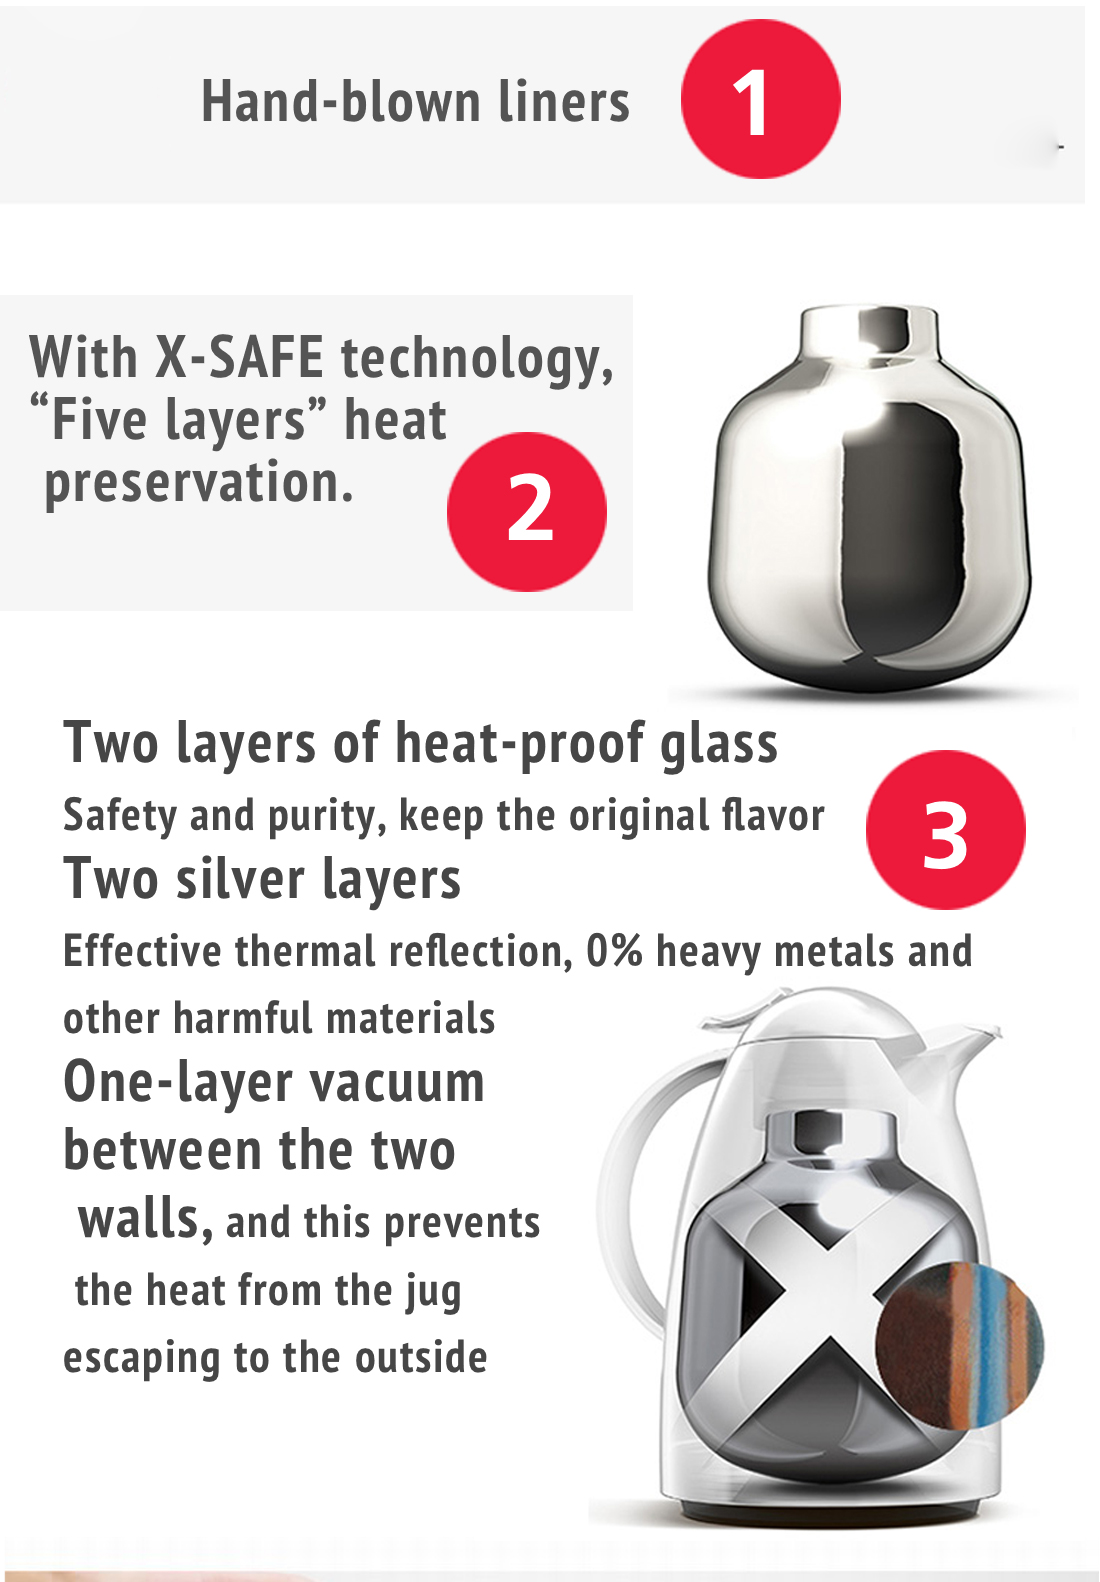 Hand-blown liners
1
With X-SAFE technology,
“Five layers” heat
preservation.
2
Two layers of heat-proof glass
Safety and purity, keep the original flavor
3
Two silver layers
Effective thermal reflection, 0% heavy metals and
other harmful materials
One-layer vacuum
between the two
walls, and this prevents
the heat from the jug
escaping to the outside